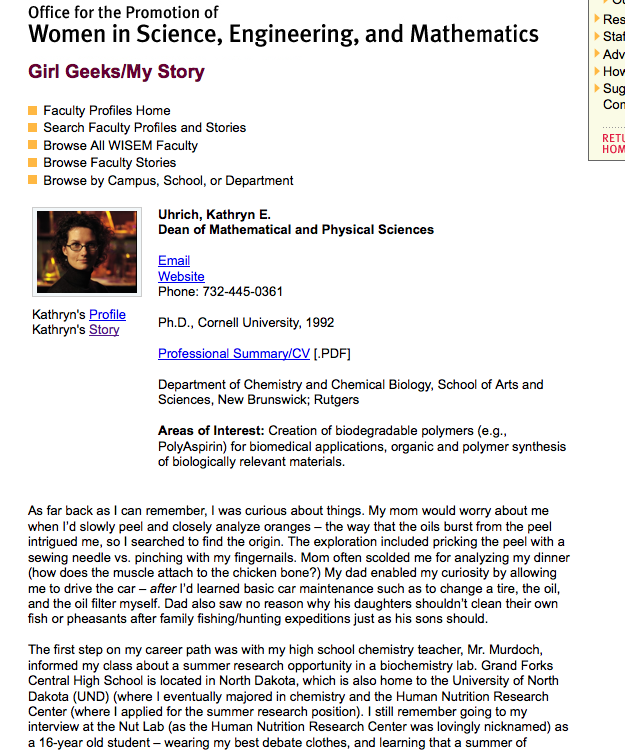 Office for the Promotion of
Women in Science, Engineering, and Mathematics
Girl Geeks/My Story
Faculty Profiles Home
Search Faculty Profiles and Stories
Browse All WISEM Faculty
Browse Faculty Stories
Browse by Campus, School, or Department
Uhrich, Kathryn E.
Dean of Mathematical and Physical Sciences
Email
Website
Phone: 732-445-0361
Kathryn's Profile
Kathryn's Story
Ph.D., Cornell University, 1992
Professional Summary/CV [.PDF]
Department of Chemistry and Chemical Biology, School of Arts and
Sciences, New Brunswick; Rutgers
Areas of Interest: Creation of biodegradable polymers (e.g.,
PolyAspirin) for biomedical applications, organic and polymer synthesis
of biologically relevant materials.
As far back as I can remember, I was curious about things. My mom would worry about me
when I'd slowly peel and closely analyze oranges – the way that the oils burst from the peel
intrigued me, so I searched to find the origin. The exploration included pricking the peel with a
sewing needle vs. pinching with my fingernails. Mom often scolded me for analyzing my dinner
(how does the muscle attach to the chicken bone?) My dad enabled my curiosity by allowing
me to drive the car – after I'd learned basic car maintenance such as to change a tire, the oil,
and the oil filter myself. Dad also saw no reason why his daughters shouldn't clean their own
fish or pheasants after family fishing/hunting expeditions just as his sons should.
The first step on my career path was with my high school chemistry teacher, Mr. Murdoch,
informed my class about a summer research opportunity in a biochemistry lab. Grand Forks
Central High School is located in North Dakota, which is also home to the University of North
Dakota (UND) (where I eventually majored in chemistry and the Human Nutrition Research
Center (where I applied for the summer research position). I still remember going to my
interview at the Nut Lab (as the Human Nutrition Research Center was lovingly nicknamed) as
a 16-year old student – wearing my best debate clothes, and learning that a summer of
Res
Staf
Adv
How
Sug
Con
RETU
HOM